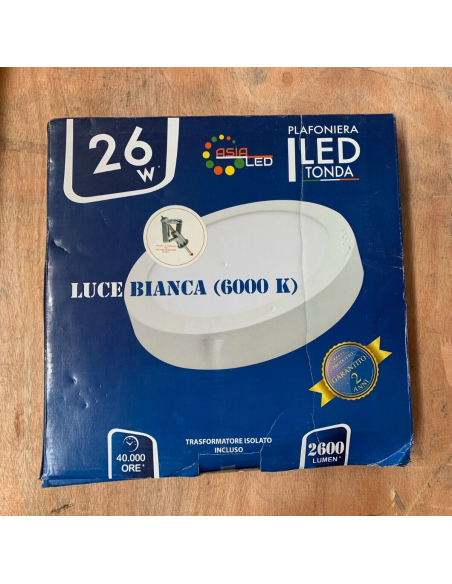 26
W
ASIA
LED
PLAFONIERA
LED
TONDA
LUCE BIANCA (6000 K)
GARANTITO
2
ANNI
40.000
ORE*
TRASFORMATORE ISOLATO
INCLUSO
2600
LUMEN*